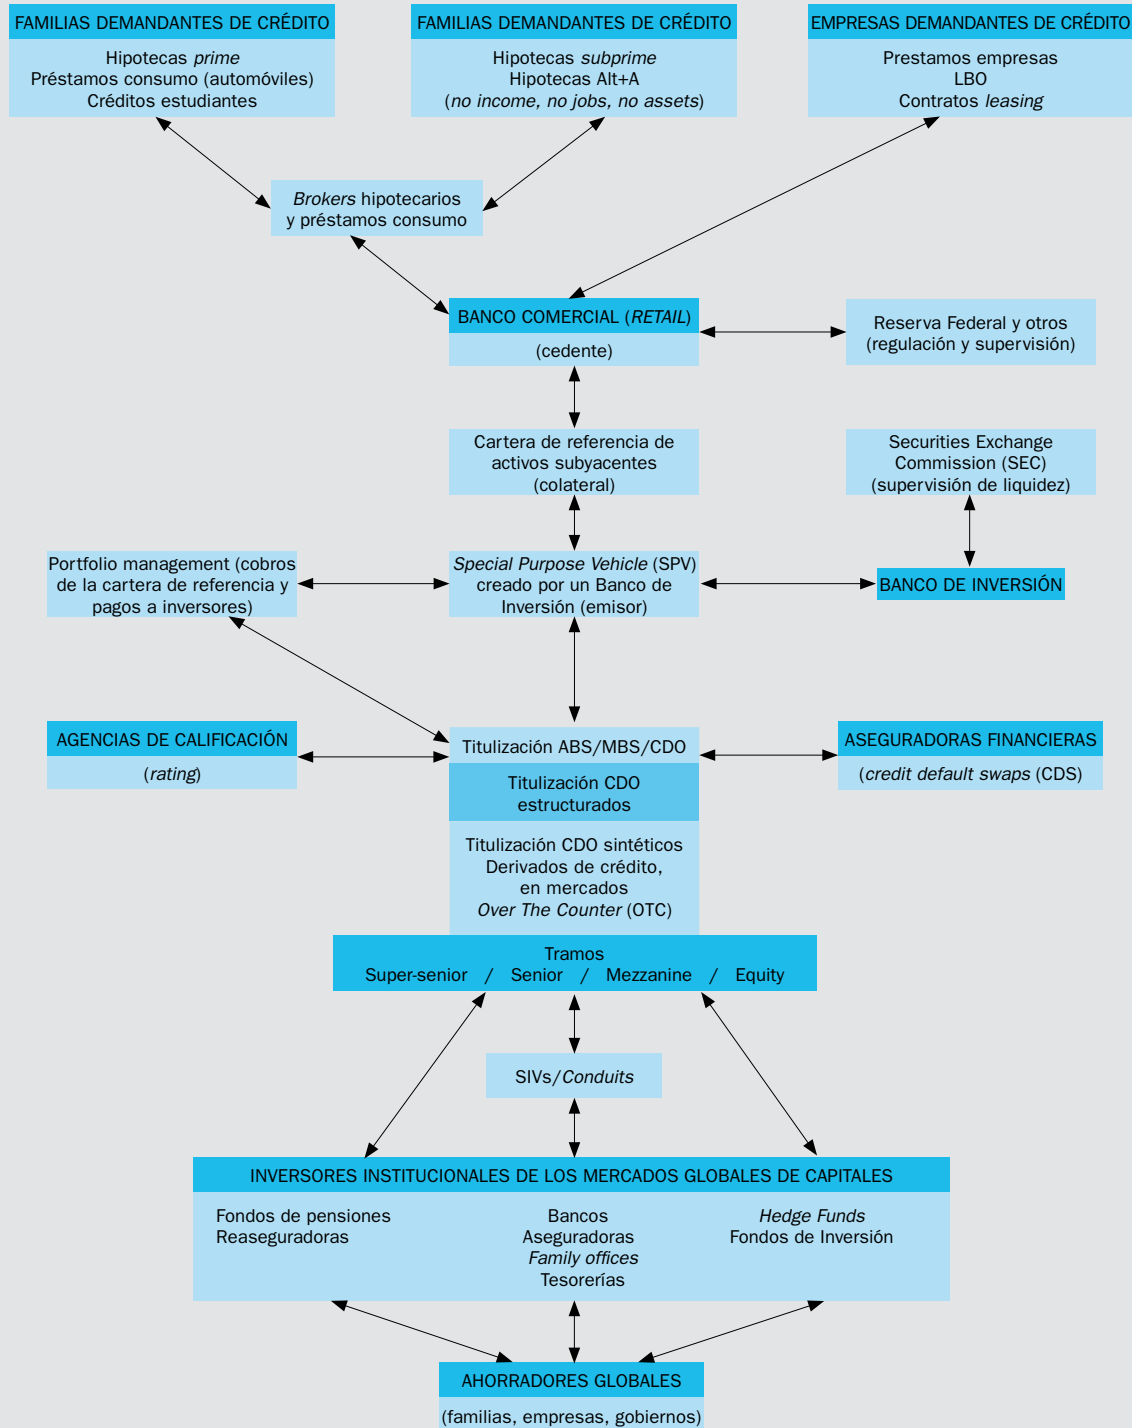 FAMILIAS DEMANDANTES DE CRÉDITO
Hipotecas prime
Préstamos consumo (automóviles)
Créditos estudiantes
FAMILIAS DEMANDANTES DE CRÉDITO
Hipotecas subprime
Hipotecas Alt+A
(no income, no jobs, no assets)
EMPRESAS DEMANDANTES DE CRÉDITO
Prestamos empresas
LBO
Contratos leasing
Brokers hipotecarios
y préstamos consumo
BANCO COMERCIAL (RETAIL)
(cedente)
Reserva Federal y otros
(regulación y supervisión)
Cartera de referencia de
activos subyacentes
(colateral)
Securities Exchange
Commission (SEC)
(supervisión de liquidez)
Portfolio management (cobros
de la cartera de referencia y
pagos a inversores)
Special Purpose Vehicle (SPV)
creado por un Banco de
Inversión (emisor)
BANCO DE INVERSIÓN
AGENCIAS DE CALIFICACIÓN
(rating)
Titulización ABS/MBS/CDO
Titulización CDO
estructurados
Titulización CDO sintéticos
Derivados de crédito,
en mercados
Over The Counter (OTC)
ASEGURADORAS FINANCIERAS
(credit default swaps (CDS)
Tramos
Super-senior / Senior / Mezzanine / Equity
SIVs/Conduits
INVERSORES INSTITUCIONALES DE LOS MERCADOS GLOBALES DE CAPITALES
Fondos de pensiones
Reaseguradoras
Bancos
Aseguradoras
Family offices
Tesorerías
Hedge Funds
Fondos de Inversión
AHORRADORES GLOBALES
(familias, empresas, gobiernos)